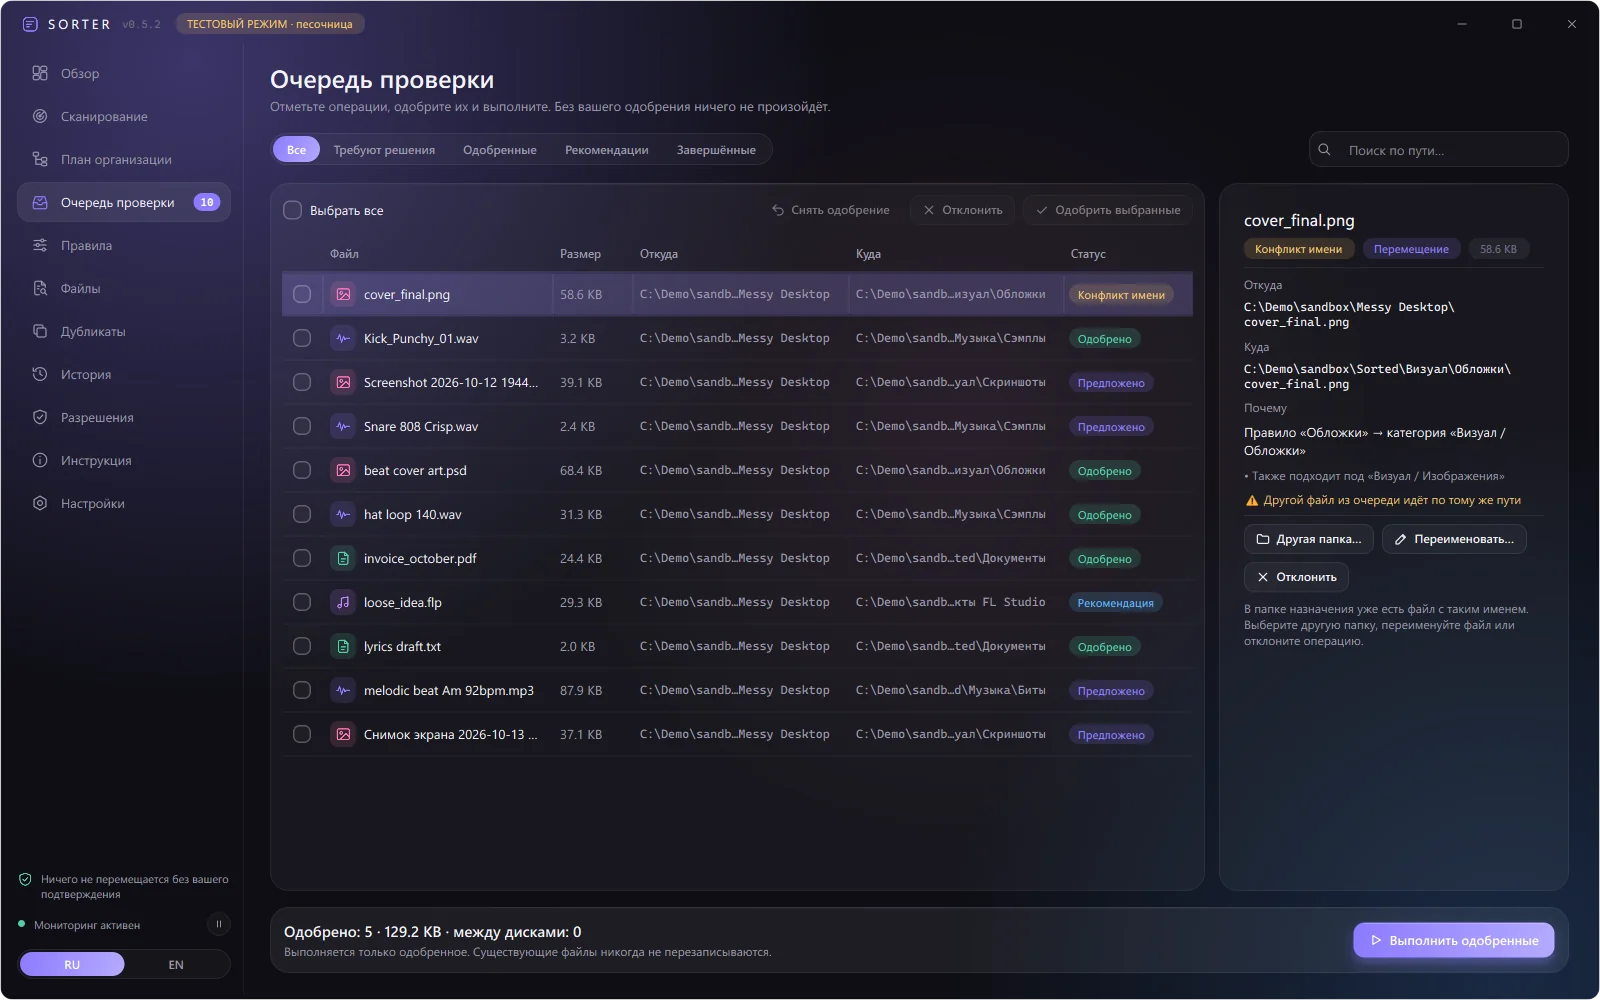 SORTER v0.5.2 ТЕСТОВЫЙ РЕЖИМ · песочница
Обзор
Сканирование
План организации
Очередь проверки 10
Правила
Файлы
Дубликаты
История
Разрешения
Инструкция
Настройки
Ничего не перемещается без вашего
подтверждения
Мониторинг активен
RU EN
Очередь проверки
Отметьте операции, одобрите их и выполните. Без вашего одобрения ничего не произойдёт.
Все Требуют решения Одобренные Рекомендации Завершённые
Поиск по пути...
Выбрать все Снять одобрение Отклонить Одобрить выбранные
Файл Размер Откуда Куда Статус
cover_final.png 58.6 KB C:\Demo\sandb…Messy Desktop C:\Demo\sandb…изуал\Обложки Конфликт имени
Kick_Punchy_01.wav 3.2 KB C:\Demo\sandb…Messy Desktop C:\Demo\sandb…Музыка\Сэмплы Одобрено
Screenshot 2026-10-12 1944... 39.1 KB C:\Demo\sandb…Messy Desktop C:\Demo\sandb…уал\Скриншоты Предложено
Snare 808 Crisp.wav 2.4 KB C:\Demo\sandb…Messy Desktop C:\Demo\sandb…Музыка\Сэмплы Предложено
beat cover art.psd 68.4 KB C:\Demo\sandb…Messy Desktop C:\Demo\sandb…изуал\Обложки Одобрено
hat loop 140.wav 31.3 KB C:\Demo\sandb…Messy Desktop C:\Demo\sandb…Музыка\Сэмплы Одобрено
invoice_october.pdf 24.4 KB C:\Demo\sandb…Messy Desktop C:\Demo\sandb…ted\Документы Одобрено
loose_idea.flp 29.3 KB C:\Demo\sandb…Messy Desktop C:\Demo\sandb…кты FL Studio Рекомендация
lyrics draft.txt 2.0 KB C:\Demo\sandb…Messy Desktop C:\Demo\sandb…ted\Документы Одобрено
melodic beat Am 92bpm.mp3 87.9 KB C:\Demo\sandb…Messy Desktop C:\Demo\sandb…d\Музыка\Биты Предложено
Снимок экрана 2026-10-13 ... 37.1 KB C:\Demo\sandb…Messy Desktop C:\Demo\sandb…уал\Скриншоты Предложено
cover_final.png
Конфликт имени Перемещение 58.6 KB
Откуда
C:\Demo\sandbox\Messy Desktop\
cover_final.png
Куда
C:\Demo\sandbox\Sorted\Визуал\Обложки\
cover_final.png
Почему
Правило «Обложки» → категория «Визуал /
Обложки»
• Также подходит под «Визуал / Изображения»
Другой файл из очереди идёт по тому же пути
Другая папка... Переименовать...
Отклонить
В папке назначения уже есть файл с таким именем.
Выберите другую папку, переименуйте файл или
отклоните операцию.
Одобрено: 5 · 129.2 KB · между дисками: 0
Выполняется только одобренное. Существующие файлы никогда не перезаписываются.
Выполнить одобренные